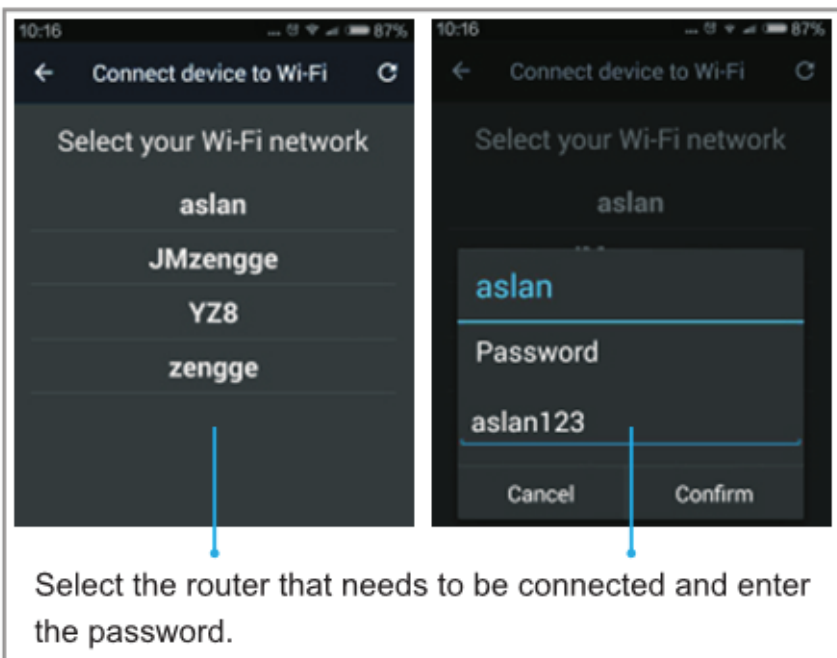 10:16
... 87%
Connect device to Wi-Fi
Select your Wi-Fi network
aslan
JMzengge
YZ8
zengge
10:16
... 87%
Connect device to Wi-Fi
Select your Wi-Fi network
aslan
aslan
Password
aslan123
Cancel Confirm
Select the router that needs to be connected and enter
the password.